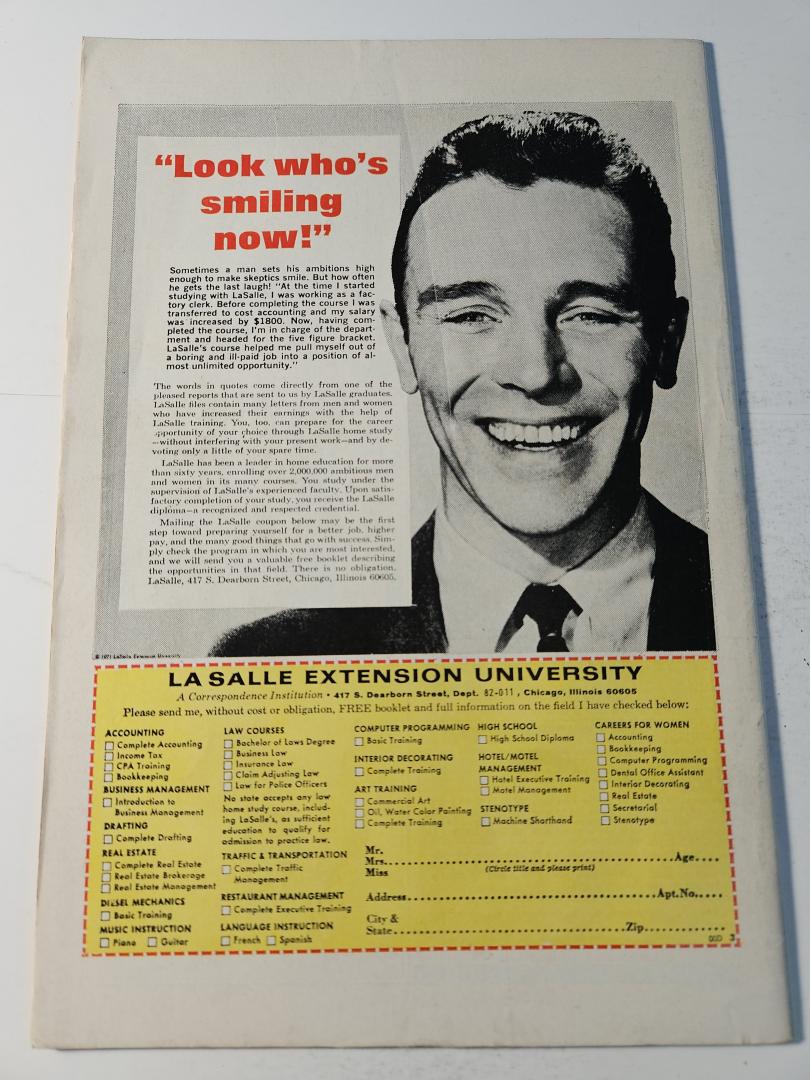 “Look who’s
smiling
now!”
Sometimes a man sets his ambitions high
enough to make skeptics smile. But how often
he gets the last laugh! “At the time I started
studying with LaSalle, I was working as a fac-
tory clerk. Before completing the course I was
transferred to cost accounting and my salary
was increased by $1800. Now, having com-
pleted the course, I’m in charge of the depart-
ment and headed for the five figure bracket.
LaSalle’s course helped me pull myself out of
a boring and ill-paid job into a position of al-
most unlimited opportunity.”
The words in quotes come directly from one of the
pleased reports that are sent to us by LaSalle graduates.
LaSalle files contain many letters from men and women
who have increased their earnings with the help of
LaSalle training. You, too, can prepare for the career
opportunity of your choice through LaSalle home study
—without interfering with your present work—and by de-
voting only a little of your spare time.
LaSalle has been a leader in home education for more
than sixty years, enrolling over 2,000,000 ambitious men
and women in its many courses. You study under the
supervision of LaSalle’s experienced faculty. Upon satis-
factory completion of your study, you receive the LaSalle
diploma—a recognized and respected credential.
Mailing the LaSalle coupon below may be the first
step toward preparing yourself for a better job, higher
pay, and the many good things that go with success. Sim-
ply check the program in which you are most interested,
and we will send you a valuable free booklet describing
the opportunities in that field. There is no obligation.
LaSalle, 417 S. Dearborn Street, Chicago, Illinois 60605.
© 1971 LaSalle Extension University
LA SALLE EXTENSION UNIVERSITY
A Correspondence Institution • 417 S. Dearborn Street, Dept. 82-011, Chicago, Illinois 60605
Please send me, without cost or obligation, FREE booklet and full information on the field I have checked below:
ACCOUNTING
Complete Accounting
Income Tax
CPA Training
Bookkeeping
BUSINESS MANAGEMENT
Introduction to
Business Management
DRAFTING
Complete Drafting
REAL ESTATE
Complete Real Estate
Real Estate Brokerage
Real Estate Management
DIESEL MECHANICS
Basic Training
MUSIC INSTRUCTION
Piano Guitar
LAW COURSES
Bachelor of Laws Degree
Business Law
Insurance Law
Claim Adjusting Law
Law for Police Officers
No state accepts any law
home study course, includ-
ing LaSalle’s, as sufficient
education to qualify for
admission to practice law.
TRAFFIC & TRANSPORTATION
Complete Traffic
Management
RESTAURANT MANAGEMENT
Complete Executive Training
LANGUAGE INSTRUCTION
French Spanish
COMPUTER PROGRAMMING
Basic Training
INTERIOR DECORATING
Complete Training
ART TRAINING
Commercial Art
Oil, Water Color Painting
Complete Training
HIGH SCHOOL
High School Diploma
HOTEL/MOTEL
MANAGEMENT
Hotel Executive Training
Motel Management
STENOTYPE
Machine Shorthand
CAREERS FOR WOMEN
Accounting
Bookkeeping
Computer Programming
Dental Office Assistant
Interior Decorating
Real Estate
Secretarial
Stenotype
Mr.
Mrs. Age
Miss (Circle title and please print)
Address Apt. No.
City &
State Zip
3